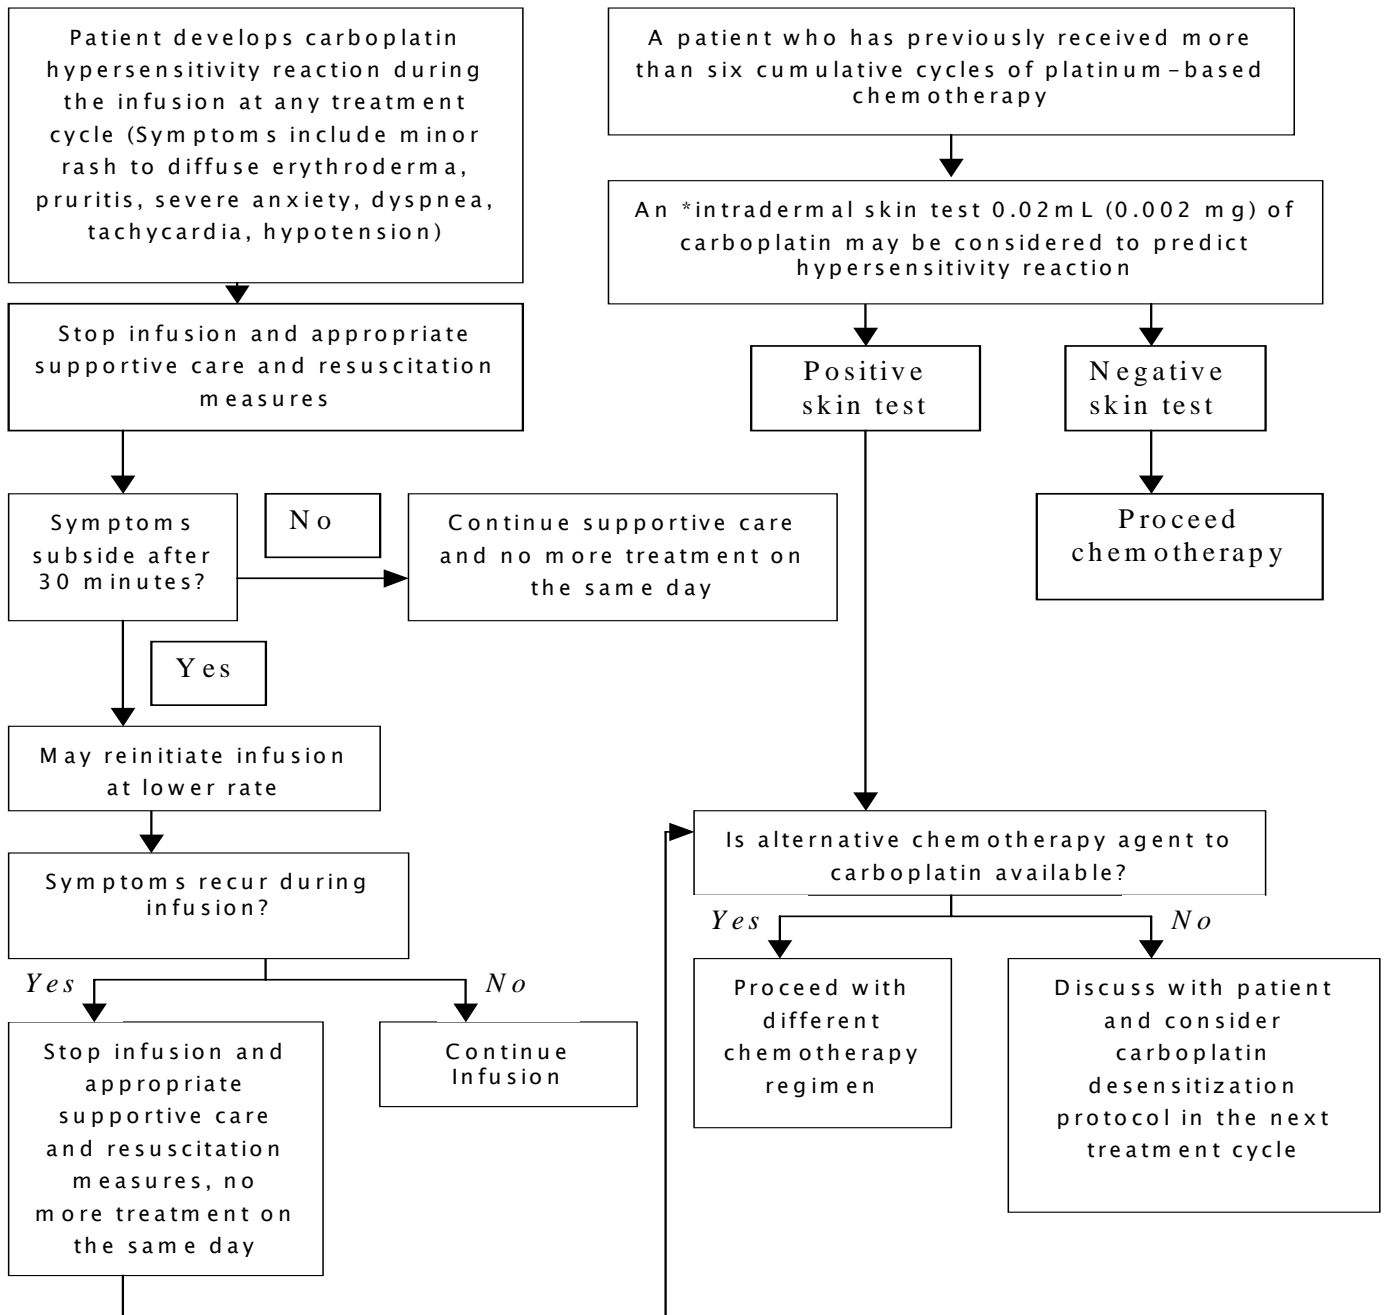 Patient develops carboplatin
hypersensitivity reaction during
the infusion at any treatment
cycle (Symptoms include minor
rash to diffuse erythroderma,
pruritis, severe anxiety, dyspnea,
tachycardia, hypotension)
Stop infusion and appropriate
supportive care and resuscitation
measures
Symptoms
subside after
30 minutes?
No
Continue supportive care
and no more treatment on
the same day
Yes
May reinitiate infusion
at lower rate
Symptoms recur during
infusion?
Yes
No
Stop infusion and
appropriate
supportive care
and resuscitation
measures, no
more treatment on
the same day
Continue
Infusion
A patient who has previously received more
than six cumulative cycles of platinum-based
chemotherapy
An *intradermal skin test 0.02mL (0.002 mg) of
carboplatin may be considered to predict
hypersensitivity reaction
Positive
skin test
Negative
skin test
Proceed
chemotherapy
Is alternative chemotherapy agent to
carboplatin available?
Yes
No
Proceed with
different
chemotherapy
regimen
Discuss with patient
and consider
carboplatin
desensitization
protocol in the next
treatment cycle